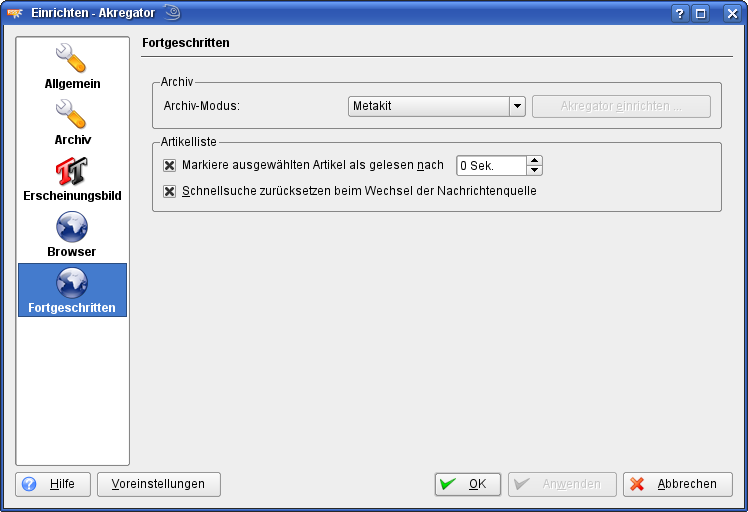 Einrichten - Akregator
Allgemein
Archiv
Erscheinungsbild
Browser
Fortgeschritten
Fortgeschritten
Archiv
Archiv-Modus: Metakit Akregator einrichten ...
Artikelliste
Markiere ausgewählten Artikel als gelesen nach 0 Sek.
Schnellsuche zurücksetzen beim Wechsel der Nachrichtenquelle
Hilfe Voreinstellungen OK Anwenden Abbrechen